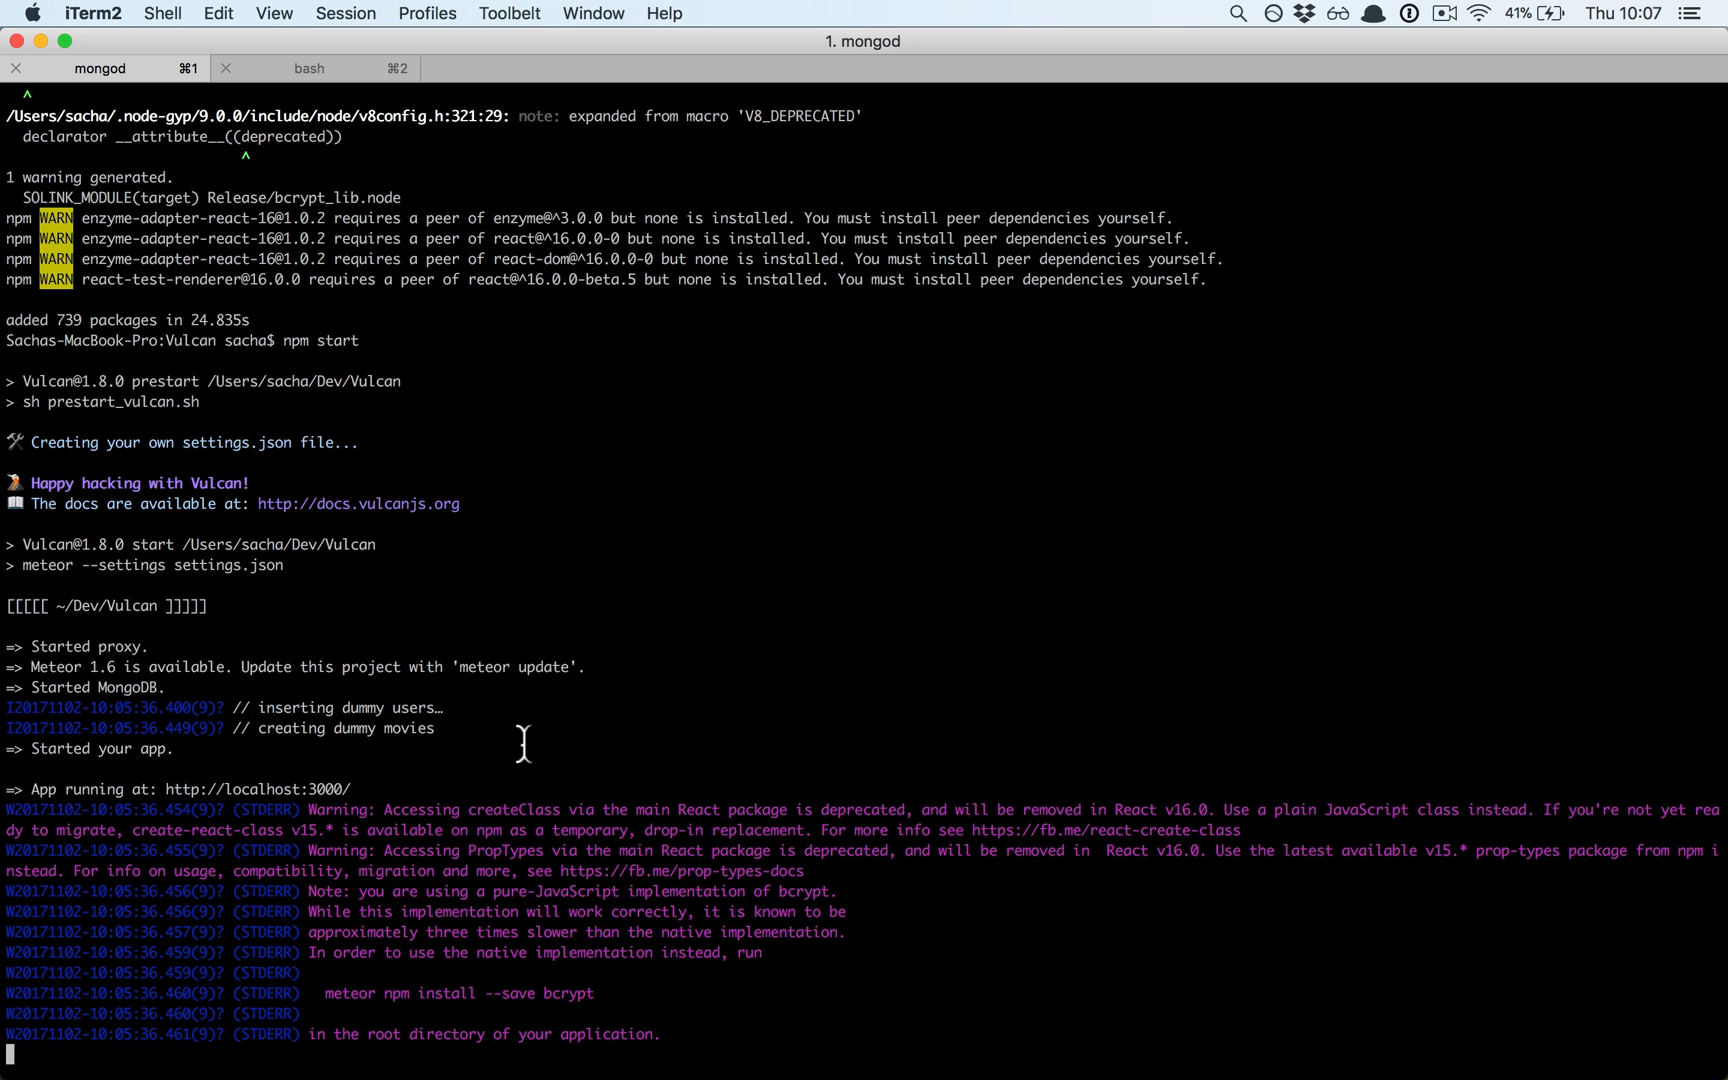 iTerm2 Shell Edit View Session Profiles Toolbelt Window Help 41% Thu 10:07
1. mongod
mongod ⌘1 bash ⌘2
^
/Users/sacha/.node-gyp/9.0.0/include/node/v8config.h:321:29: note: expanded from macro 'V8_DEPRECATED'
declarator __attribute__((deprecated))
^
1 warning generated.
SOLINK_MODULE(target) Release/bcrypt_lib.node
npm WARN enzyme-adapter-react-16@1.0.2 requires a peer of enzyme@^3.0.0 but none is installed. You must install peer dependencies yourself.
npm WARN enzyme-adapter-react-16@1.0.2 requires a peer of react@^16.0.0-0 but none is installed. You must install peer dependencies yourself.
npm WARN enzyme-adapter-react-16@1.0.2 requires a peer of react-dom@^16.0.0-0 but none is installed. You must install peer dependencies yourself.
npm WARN react-test-renderer@16.0.0 requires a peer of react@^16.0.0-beta.5 but none is installed. You must install peer dependencies yourself.
added 739 packages in 24.835s
Sachas-MacBook-Pro:Vulcan sacha$ npm start
> Vulcan@1.8.0 prestart /Users/sacha/Dev/Vulcan
> sh prestart_vulcan.sh
🛠 Creating your own settings.json file...
🌋 Happy hacking with Vulcan!
📖 The docs are available at: http://docs.vulcanjs.org
> Vulcan@1.8.0 start /Users/sacha/Dev/Vulcan
> meteor --settings settings.json
[[[[[ ~/Dev/Vulcan ]]]]]
=> Started proxy.
=> Meteor 1.6 is available. Update this project with 'meteor update'.
=> Started MongoDB.
I20171102-10:05:36.400(9)? // inserting dummy users…
I20171102-10:05:36.449(9)? // creating dummy movies
=> Started your app.
=> App running at: http://localhost:3000/
W20171102-10:05:36.454(9)? (STDERR) Warning: Accessing createClass via the main React package is deprecated, and will be removed in React v16.0. Use a plain JavaScript class instead. If you're not yet rea
dy to migrate, create-react-class v15.* is available on npm as a temporary, drop-in replacement. For more info see https://fb.me/react-create-class
W20171102-10:05:36.455(9)? (STDERR) Warning: Accessing PropTypes via the main React package is deprecated, and will be removed in  React v16.0. Use the latest available v15.* prop-types package from npm i
nstead. For info on usage, compatibility, migration and more, see https://fb.me/prop-types-docs
W20171102-10:05:36.456(9)? (STDERR) Note: you are using a pure-JavaScript implementation of bcrypt.
W20171102-10:05:36.456(9)? (STDERR) While this implementation will work correctly, it is known to be
W20171102-10:05:36.457(9)? (STDERR) approximately three times slower than the native implementation.
W20171102-10:05:36.459(9)? (STDERR) In order to use the native implementation instead, run
W20171102-10:05:36.459(9)? (STDERR)
W20171102-10:05:36.460(9)? (STDERR)   meteor npm install --save bcrypt
W20171102-10:05:36.460(9)? (STDERR)
W20171102-10:05:36.461(9)? (STDERR) in the root directory of your application.